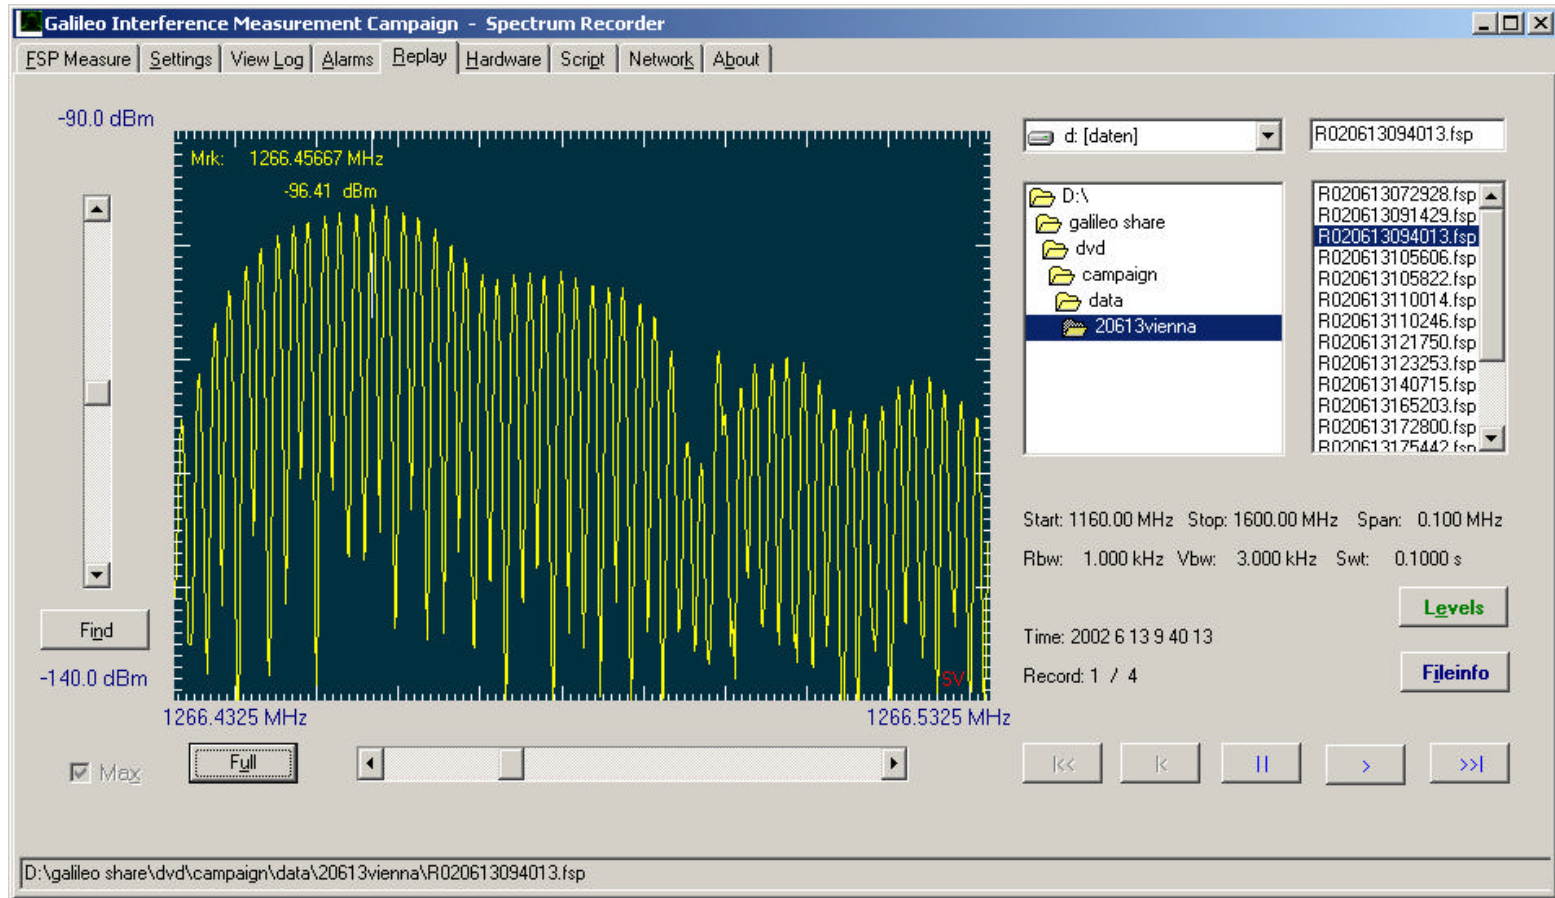 Galileo Interference Measurement Campaign - Spectrum Recorder
FSP Measure Settings View Log Alarms Replay Hardware Script Network About
-90.0 dBm
Mrk: 1266.45667 MHz
-96.41 dBm
SV
Find
-140.0 dBm
1266.4325 MHz 1266.5325 MHz
Max
Full
d: [daten]
R020613094013.fsp
D:\
galileo share
dvd
campaign
data
20613vienna
R020613072928.fsp
R020613091429.fsp
R020613094013.fsp
R020613105606.fsp
R020613105822.fsp
R020613110014.fsp
R020613110246.fsp
R020613121750.fsp
R020613123253.fsp
R020613140715.fsp
R020613165203.fsp
R020613172800.fsp
R020613175442.fsp
Start: 1160.00 MHz Stop: 1600.00 MHz Span: 0.100 MHz
Rbw: 1.000 kHz Vbw: 3.000 kHz Swt: 0.1000 s
Levels
Time: 2002 6 13 9 40 13
Record: 1 / 4
Fileinfo
|<< |< || > >>|
D:\galileo share\dvd\campaign\data\20613vienna\R020613094013.fsp